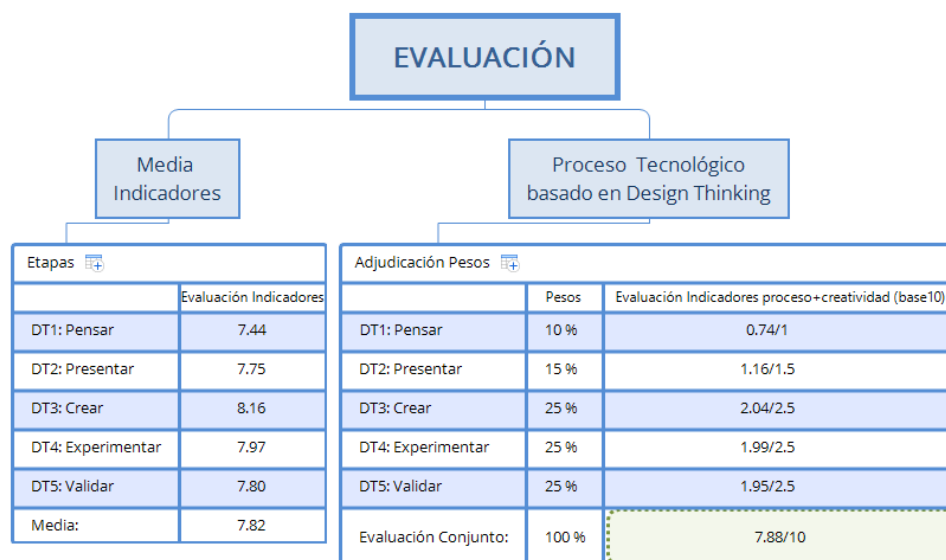 EVALUACIÓN
Media
Indicadores
Proceso Tecnológico
basado en Design Thinking
Etapas
Evaluación Indicadores
DT1: Pensar 7.44
DT2: Presentar 7.75
DT3: Crear 8.16
DT4: Experimentar 7.97
DT5: Validar 7.80
Media: 7.82
Adjudicación Pesos
Pesos Evaluación Indicadores proceso+creatividad (base10)
DT1: Pensar 10 % 0.74/1
DT2: Presentar 15 % 1.16/1.5
DT3: Crear 25 % 2.04/2.5
DT4: Experimentar 25 % 1.99/2.5
DT5: Validar 25 % 1.95/2.5
Evaluación Conjunto: 100 % 7.88/10